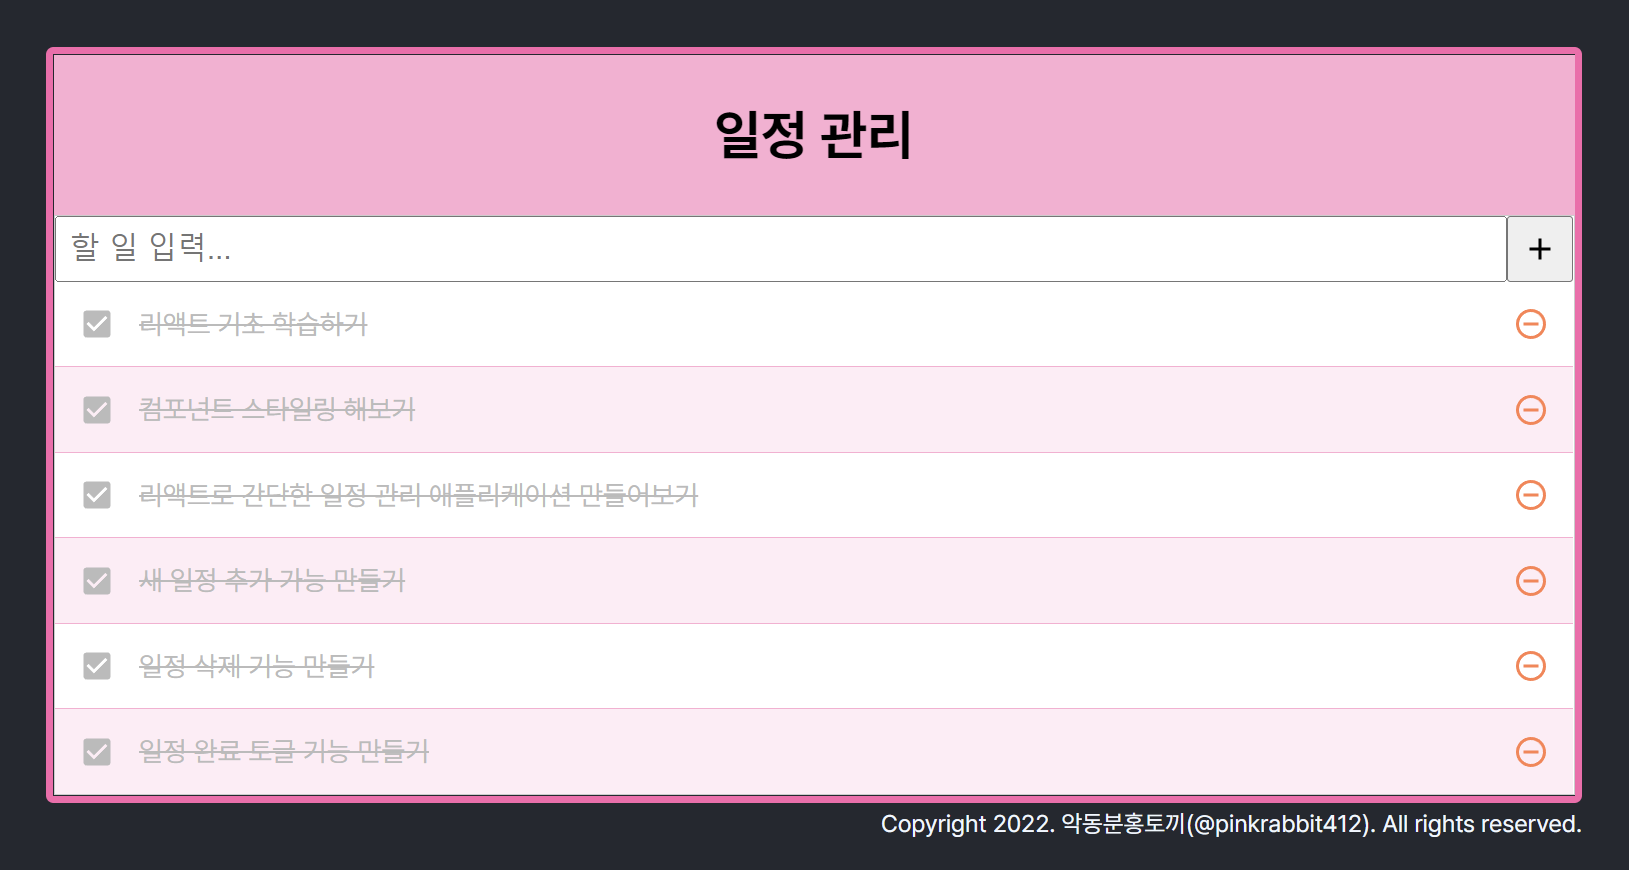 일정 관리
할 일 입력...
+
리액트 기초 학습하기
컴포넌트 스타일링 해보기
리액트로 간단한 일정 관리 애플리케이션 만들어보기
새 일정 추가 기능 만들기
일정 삭제 기능 만들기
일정 완료 토글 기능 만들기
Copyright 2022. 악동분홍토끼(@pinkrabbit412). All rights reserved.